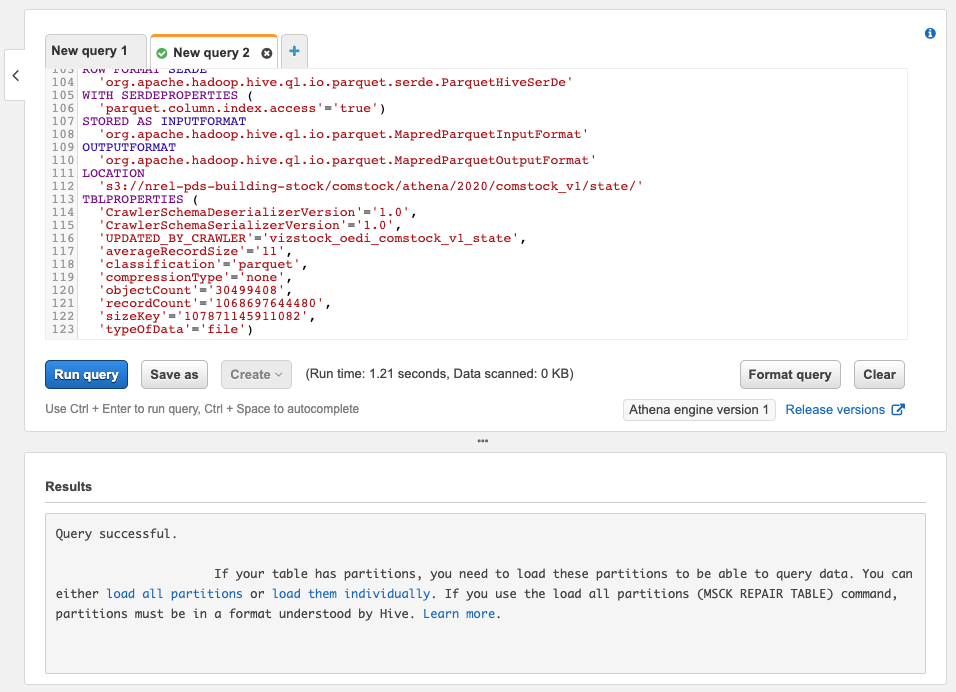 New query 1
New query 2
+
103 ROW FORMAT SERDE
104 'org.apache.hadoop.hive.ql.io.parquet.serde.ParquetHiveSerDe'
105 WITH SERDEPROPERTIES (
106 'parquet.column.index.access'='true')
107 STORED AS INPUTFORMAT
108 'org.apache.hadoop.hive.ql.io.parquet.MapredParquetInputFormat'
109 OUTPUTFORMAT
110 'org.apache.hadoop.hive.ql.io.parquet.MapredParquetOutputFormat'
111 LOCATION
112 's3://nrel-pds-building-stock/comstock/athena/2020/comstock_v1/state/'
113 TBLPROPERTIES (
114 'CrawlerSchemaDeserializerVersion'='1.0',
115 'CrawlerSchemaSerializerVersion'='1.0',
116 'UPDATED_BY_CRAWLER'='vizstock_oedi_comstock_v1_state',
117 'averageRecordSize'='11',
118 'classification'='parquet',
119 'compressionType'='none',
120 'objectCount'='30499408',
121 'recordCount'='1068697644480',
122 'sizeKey'='107871145911082',
123 'typeOfData'='file')
Run query Save as Create (Run time: 1.21 seconds, Data scanned: 0 KB) Format query Clear
Use Ctrl + Enter to run query, Ctrl + Space to autocomplete Athena engine version 1 Release versions
Results
Query successful.
If your table has partitions, you need to load these partitions to be able to query data. You can
either load all partitions or load them individually. If you use the load all partitions (MSCK REPAIR TABLE) command,
partitions must be in a format understood by Hive. Learn more.